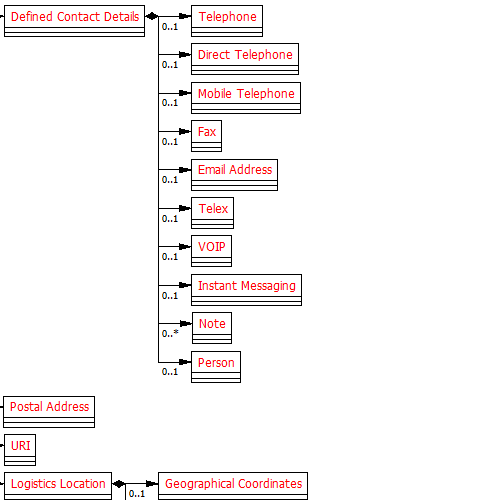 Defined Contact Details
Telephone
0..1
Direct Telephone
0..1
Mobile Telephone
0..1
Fax
0..1
Email Address
0..1
Telex
0..1
VOIP
0..1
Instant Messaging
0..1
Note
0..*
Person
0..1
Postal Address
URI
Logistics Location
Geographical Coordinates
0..1